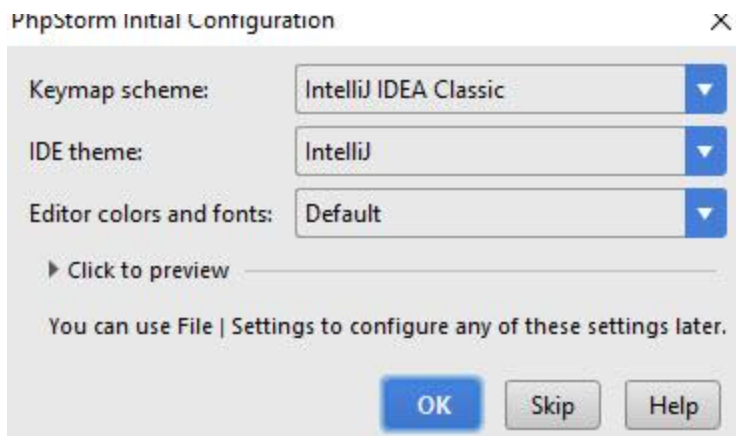 PhpStorm Initial Configuration
Keymap scheme: IntelliJ IDEA Classic
IDE theme: IntelliJ
Editor colors and fonts: Default
Click to preview
You can use File | Settings to configure any of these settings later.
OK Skip Help